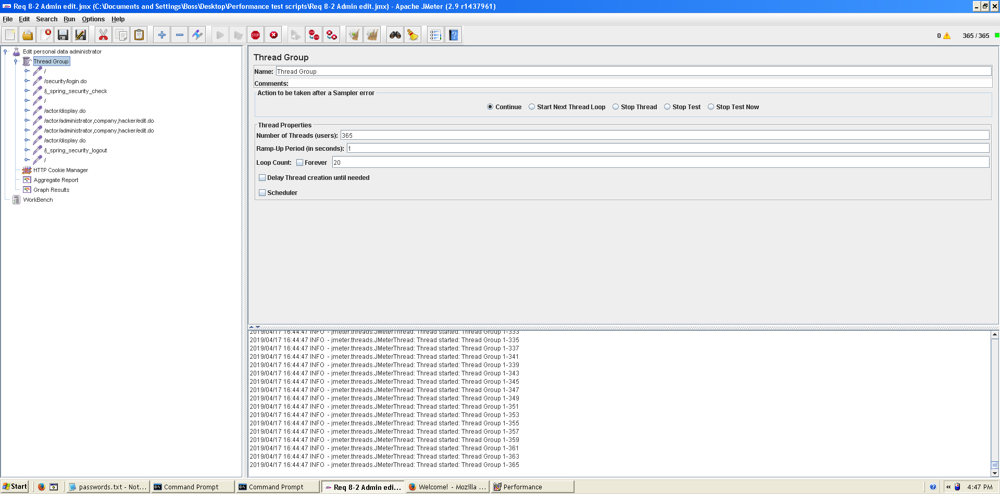 Req 8-2 Admin edit.jmx (C:\Documents and Settings\Boss\Desktop\Performance test scripts\Req 8-2 Admin edit.jmx) - Apache JMeter (2.9 r1437961)
File Edit Search Run Options Help
0 365 / 365
Edit personal data administrator
Thread Group
/
/security/login.do
/j_spring_security_check
/
/actor/display.do
/actor/administrator,company,hacker/edit.do
/actor/administrator,company,hacker/edit.do
/actor/display.do
/j_spring_security_logout
/
HTTP Cookie Manager
Aggregate Report
Graph Results
WorkBench
Thread Group
Name: Thread Group
Comments:
Action to be taken after a Sampler error
Continue Start Next Thread Loop Stop Thread Stop Test Stop Test Now
Thread Properties
Number of Threads (users): 365
Ramp-Up Period (in seconds): 1
Loop Count: Forever 20
Delay Thread creation until needed
Scheduler
2019/04/17 16:44:47 INFO - jmeter.threads.JMeterThread: Thread started: Thread Group 1-333
2019/04/17 16:44:47 INFO - jmeter.threads.JMeterThread: Thread started: Thread Group 1-335
2019/04/17 16:44:47 INFO - jmeter.threads.JMeterThread: Thread started: Thread Group 1-337
2019/04/17 16:44:47 INFO - jmeter.threads.JMeterThread: Thread started: Thread Group 1-341
2019/04/17 16:44:47 INFO - jmeter.threads.JMeterThread: Thread started: Thread Group 1-339
2019/04/17 16:44:47 INFO - jmeter.threads.JMeterThread: Thread started: Thread Group 1-343
2019/04/17 16:44:47 INFO - jmeter.threads.JMeterThread: Thread started: Thread Group 1-345
2019/04/17 16:44:47 INFO - jmeter.threads.JMeterThread: Thread started: Thread Group 1-347
2019/04/17 16:44:47 INFO - jmeter.threads.JMeterThread: Thread started: Thread Group 1-349
2019/04/17 16:44:47 INFO - jmeter.threads.JMeterThread: Thread started: Thread Group 1-351
2019/04/17 16:44:47 INFO - jmeter.threads.JMeterThread: Thread started: Thread Group 1-353
2019/04/17 16:44:47 INFO - jmeter.threads.JMeterThread: Thread started: Thread Group 1-355
2019/04/17 16:44:47 INFO - jmeter.threads.JMeterThread: Thread started: Thread Group 1-357
2019/04/17 16:44:47 INFO - jmeter.threads.JMeterThread: Thread started: Thread Group 1-359
2019/04/17 16:44:47 INFO - jmeter.threads.JMeterThread: Thread started: Thread Group 1-361
2019/04/17 16:44:47 INFO - jmeter.threads.JMeterThread: Thread started: Thread Group 1-363
2019/04/17 16:44:47 INFO - jmeter.threads.JMeterThread: Thread started: Thread Group 1-365
Start passwords.txt - Not... Command Prompt Command Prompt Req 8-2 Admin edi... Welcome! - Mozilla ... Performance « 4:47 PM